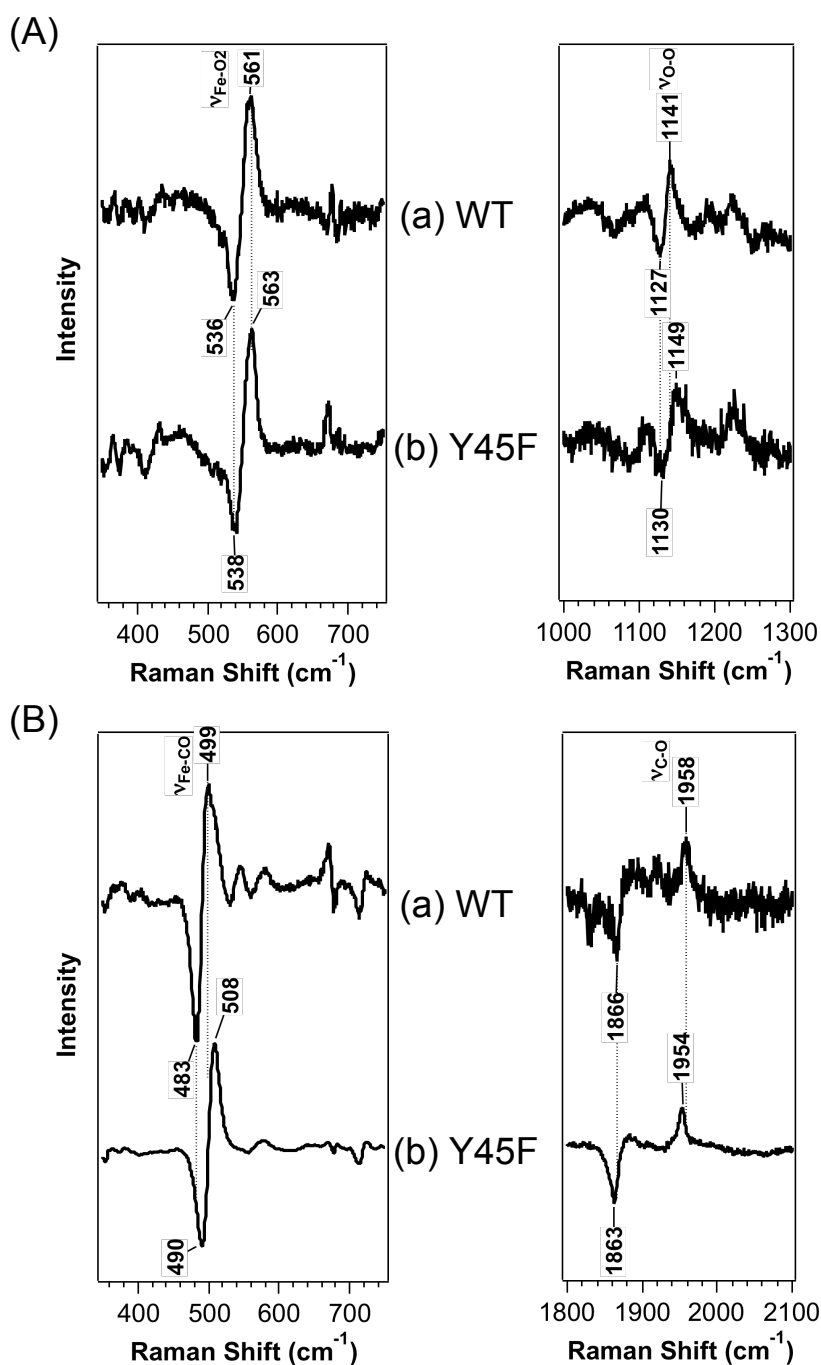 (A)
νFe-O2
561
νO-O
1141
(a) WT
536
563
1127
1149
(b) Y45F
538
1130
Intensity
400 500 600 700
1000 1100 1200 1300
Raman Shift (cm-1)
Raman Shift (cm-1)
(B)
νFe-CO
499
νC-O
1958
(a) WT
483
508
1866
1954
(b) Y45F
490
1863
Intensity
400 500 600 700
1800 1900 2000 2100
Raman Shift (cm-1)
Raman Shift (cm-1)